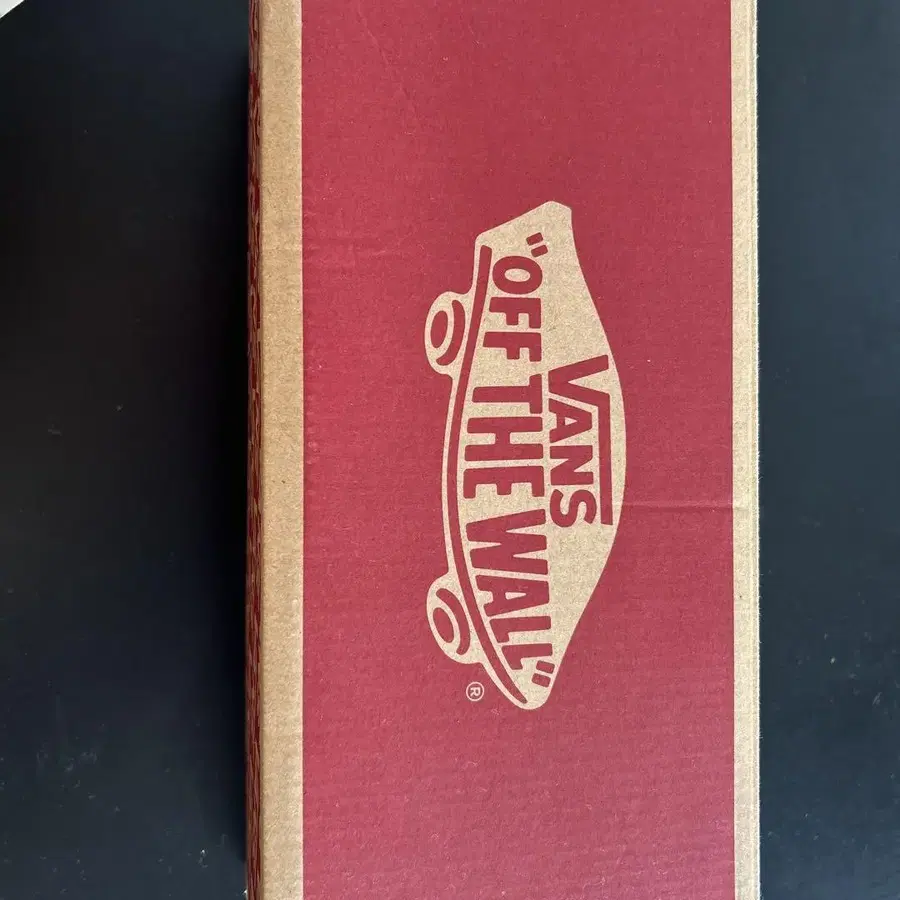 VANS
"OFF THE WALL"
®